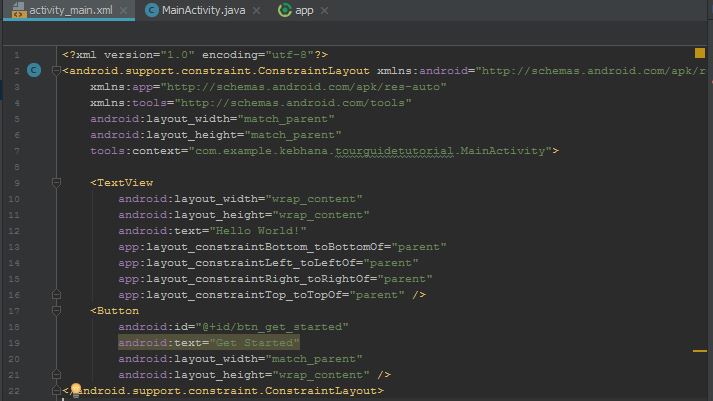 activity_main.xml MainActivity.java app
1 <?xml version="1.0" encoding="utf-8"?>
2 <android.support.constraint.ConstraintLayout xmlns:android="http://schemas.android.com/apk/r
3 xmlns:app="http://schemas.android.com/apk/res-auto"
4 xmlns:tools="http://schemas.android.com/tools"
5 android:layout_width="match_parent"
6 android:layout_height="match_parent"
7 tools:context="com.example.kebhana.tourguidetutorial.MainActivity">
8
9 <TextView
10 android:layout_width="wrap_content"
11 android:layout_height="wrap_content"
12 android:text="Hello World!"
13 app:layout_constraintBottom_toBottomOf="parent"
14 app:layout_constraintLeft_toLeftOf="parent"
15 app:layout_constraintRight_toRightOf="parent"
16 app:layout_constraintTop_toTopOf="parent" />
17 <Button
18 android:id="@+id/btn_get_started"
19 android:text="Get Started"
20 android:layout_width="match_parent"
21 android:layout_height="wrap_content" />
22 </android.support.constraint.ConstraintLayout>